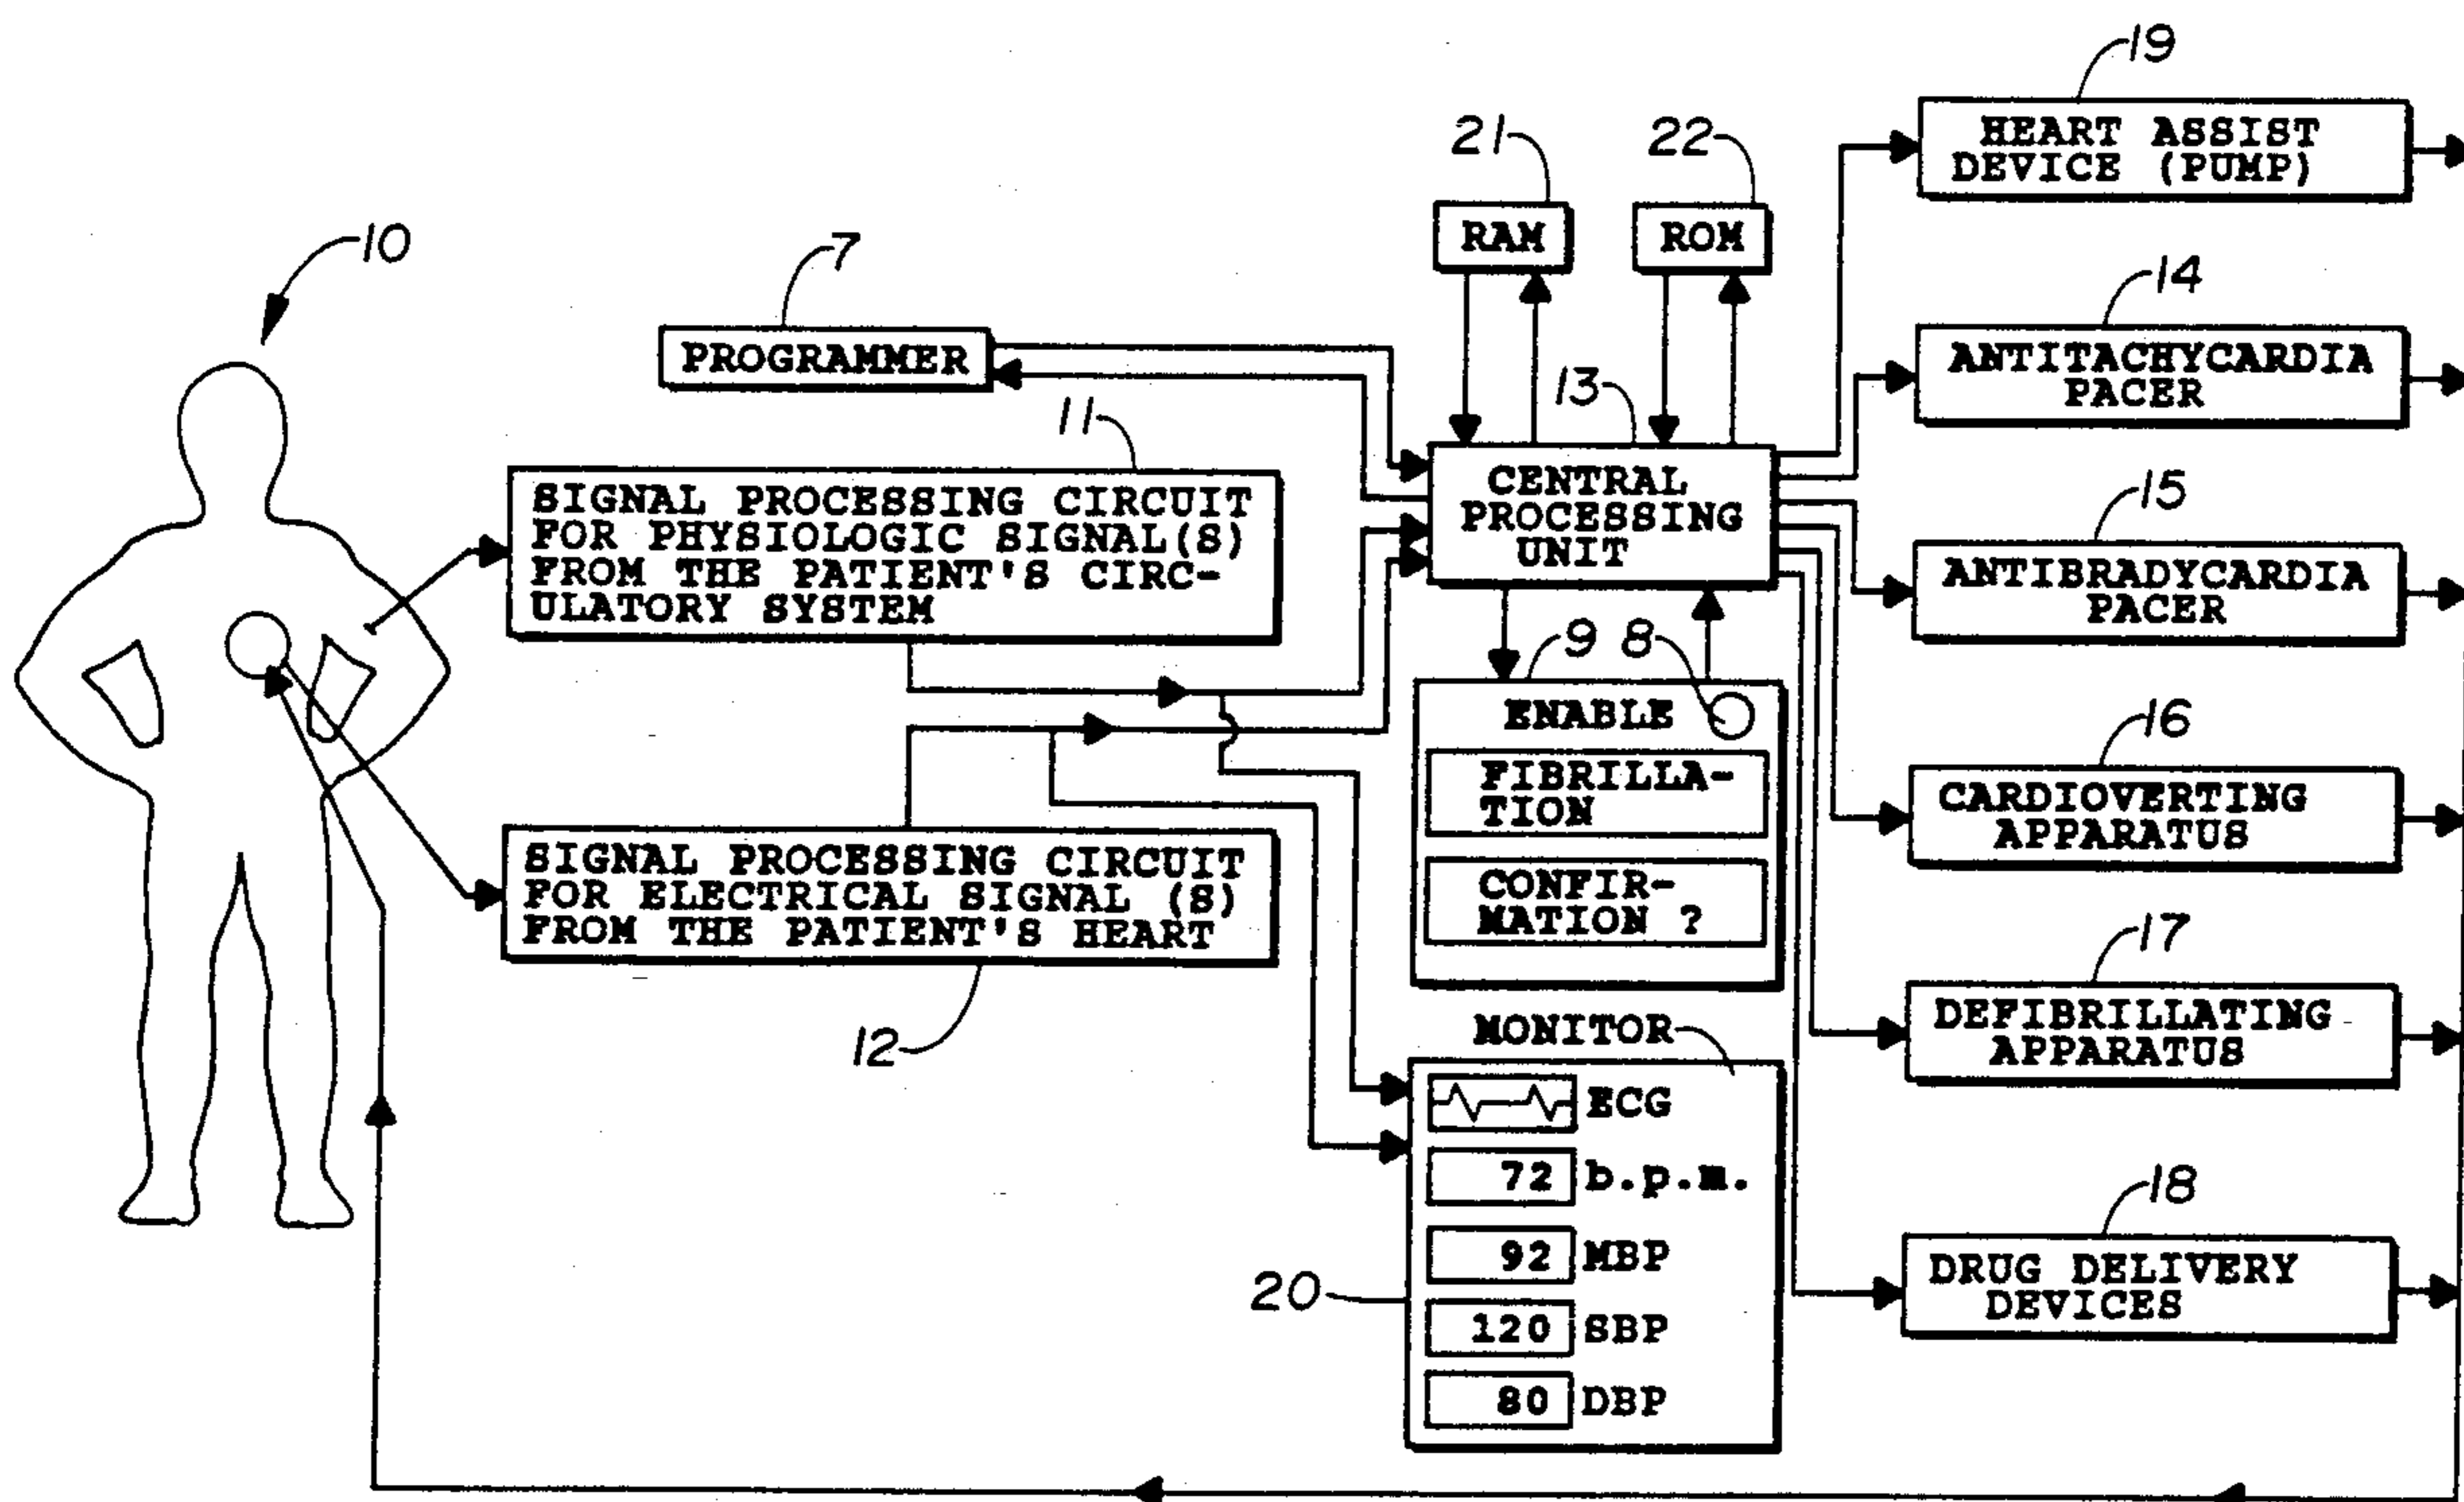 19
HEART ASSIST
DEVICE (PUMP)
21
22
RAM
ROM
10
7
14
PROGRAMMER
ANTITACHYCARDIA
PACER
13
11
CENTRAL
PROCESSING
UNIT
SIGNAL PROCESSING CIRCUIT
FOR PHYSIOLOGIC SIGNAL(S)
FROM THE PATIENT'S CIRC-
ULATORY SYSTEM
15
ANTIBRADYCARDIA
PACER
9 8
ENABLE
FIBRILLA-
TION
CONFIR-
MATION ?
16
CARDIOVERTING
APPARATUS
SIGNAL PROCESSING CIRCUIT
FOR ELECTRICAL SIGNAL (S)
FROM THE PATIENT'S HEART
12
17
DEFIBRILLATING
APPARATUS
MONITOR
ECG
72 b.p.m.
92 MBP
120 SBP
80 DBP
20
18
DRUG DELIVERY
DEVICES